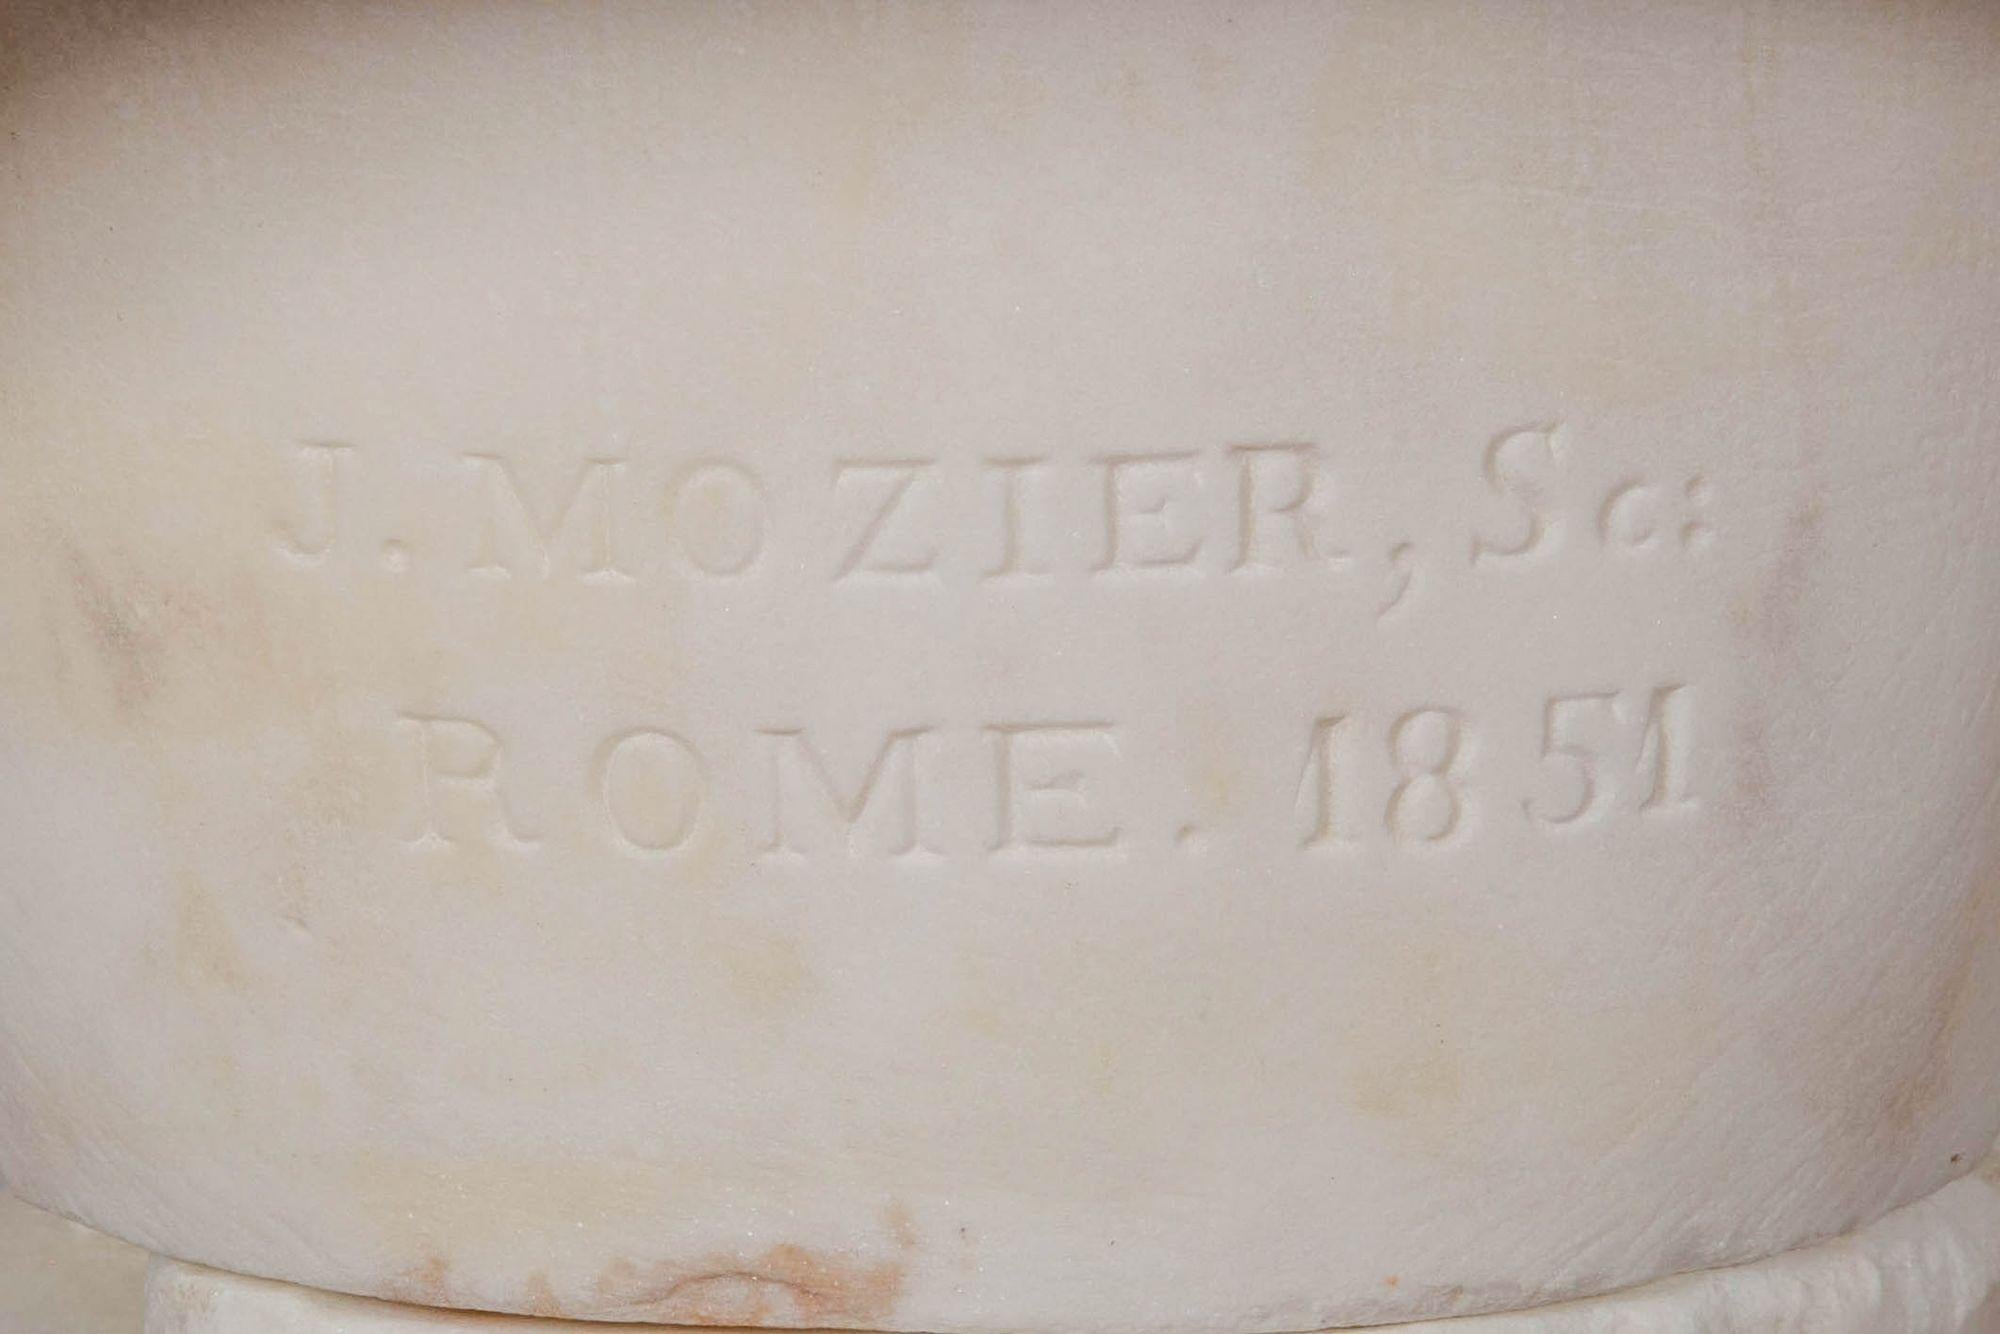 J. MOZIER, Sc:
ROME. 1851